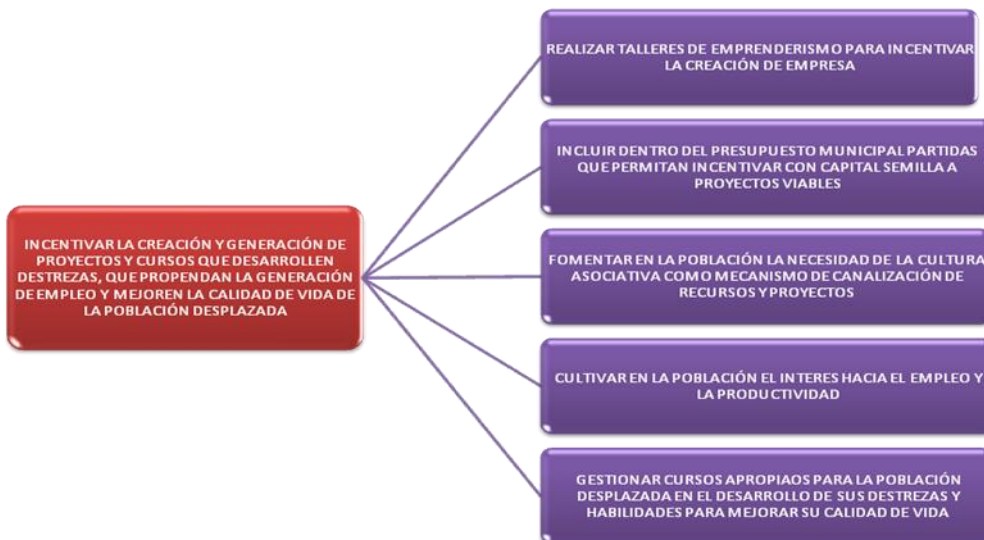 INCENTIVAR LA CREACIÓN Y GENERACIÓN DE
PROYECTOS Y CURSOS QUE DESARROLLEN
DESTREZAS, QUE PROPENDAN LA GENERACIÓN
DE EMPLEO Y MEJOREN LA CALIDAD DE VIDA DE
LA POBLACIÓN DESPLAZADA
REALIZAR TALLERES DE EMPRENDERISMO PARA INCENTIVAR
LA CREACIÓN DE EMPRESA
INCLUIR DENTRO DEL PRESUPUESTO MUNICIPAL PARTIDAS
QUE PERMITAN INCENTIVAR CON CAPITAL SEMILLA A
PROYECTOS VIABLES
FOMENTAR EN LA POBLACIÓN LA NECESIDAD DE LA CULTURA
ASOCIATIVA COMO MECANISMO DE CANALIZACIÓN DE
RECURSOS Y PROYECTOS
CULTIVAR EN LA POBLACIÓN EL INTERES HACIA EL EMPLEO Y
LA PRODUCTIVIDAD
GESTIONAR CURSOS APROPIAOS PARA LA POBLACIÓN
DESPLAZADA EN EL DESARROLLO DE SUS DESTREZAS Y
HABILIDADES PARA MEJORAR SU CALIDAD DE VIDA